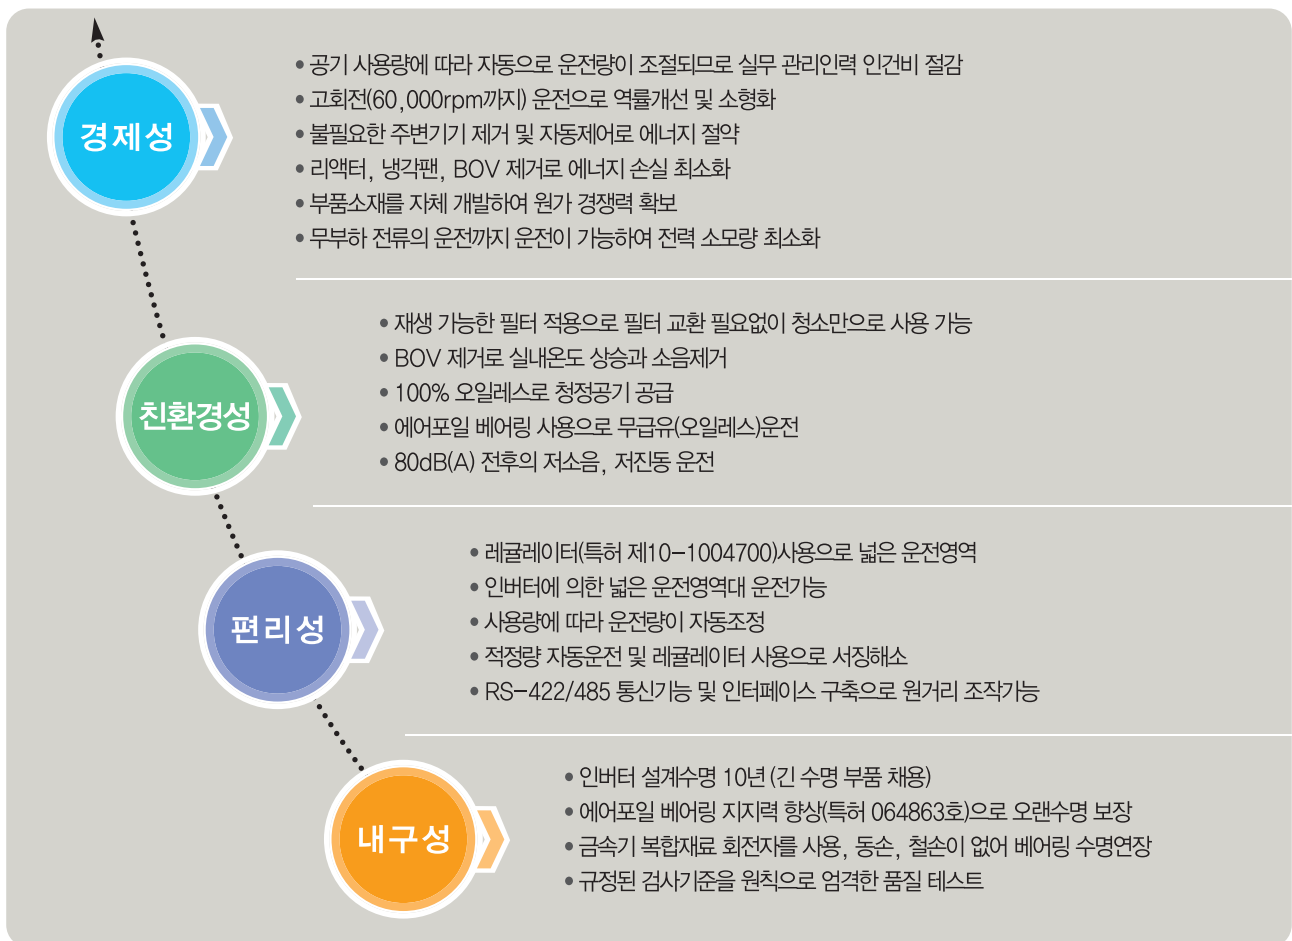 경제성
• 공기 사용량에 따라 자동으로 운전량이 조절되므로 실무 관리인력 인건비 절감
• 고회전(60,000rpm까지) 운전으로 역률개선 및 소형화
• 불필요한 주변기기 제거 및 자동제어로 에너지 절약
• 리액터, 냉각팬, BOV 제거로 에너지 손실 최소화
• 부품소재를 자체 개발하여 원가 경쟁력 확보
• 무부하 전류의 운전까지 운전이 가능하여 전력 소모량 최소화
친환경성
• 재생 가능한 필터 적용으로 필터 교환 필요없이 청소만으로 사용 가능
• BOV 제거로 실내온도 상승과 소음제거
• 100% 오일레스로 청정공기 공급
• 에어포일 베어링 사용으로 무급유(오일레스)운전
• 80dB(A) 전후의 저소음, 저진동 운전
편리성
• 레귤레이터(특허 제10-1004700)사용으로 넓은 운전영역
• 인버터에 의한 넓은 운전영역대 운전가능
• 사용량에 따라 운전량이 자동조정
• 적정량 자동운전 및 레귤레이터 사용으로 서징해소
• RS-422/485 통신기능 및 인터페이스 구축으로 원거리 조작가능
내구성
• 인버터 설계수명 10년 (긴 수명 부품 채용)
• 에어포일 베어링 지지력 향상(특허 064863호)으로 오랜수명 보장
• 금속기 복합재료 회전자를 사용, 동손, 철손이 없어 베어링 수명연장
• 규정된 검사기준을 원칙으로 엄격한 품질 테스트